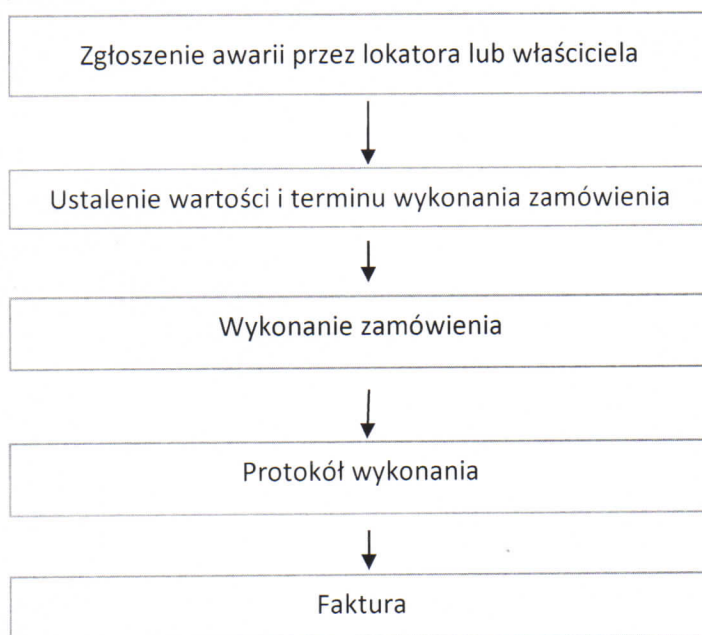 Zgłoszenie awarii przez lokatora lub właściciela
Ustalenie wartości i terminu wykonania zamówienia
Wykonanie zamówienia
Protokół wykonania
Faktura